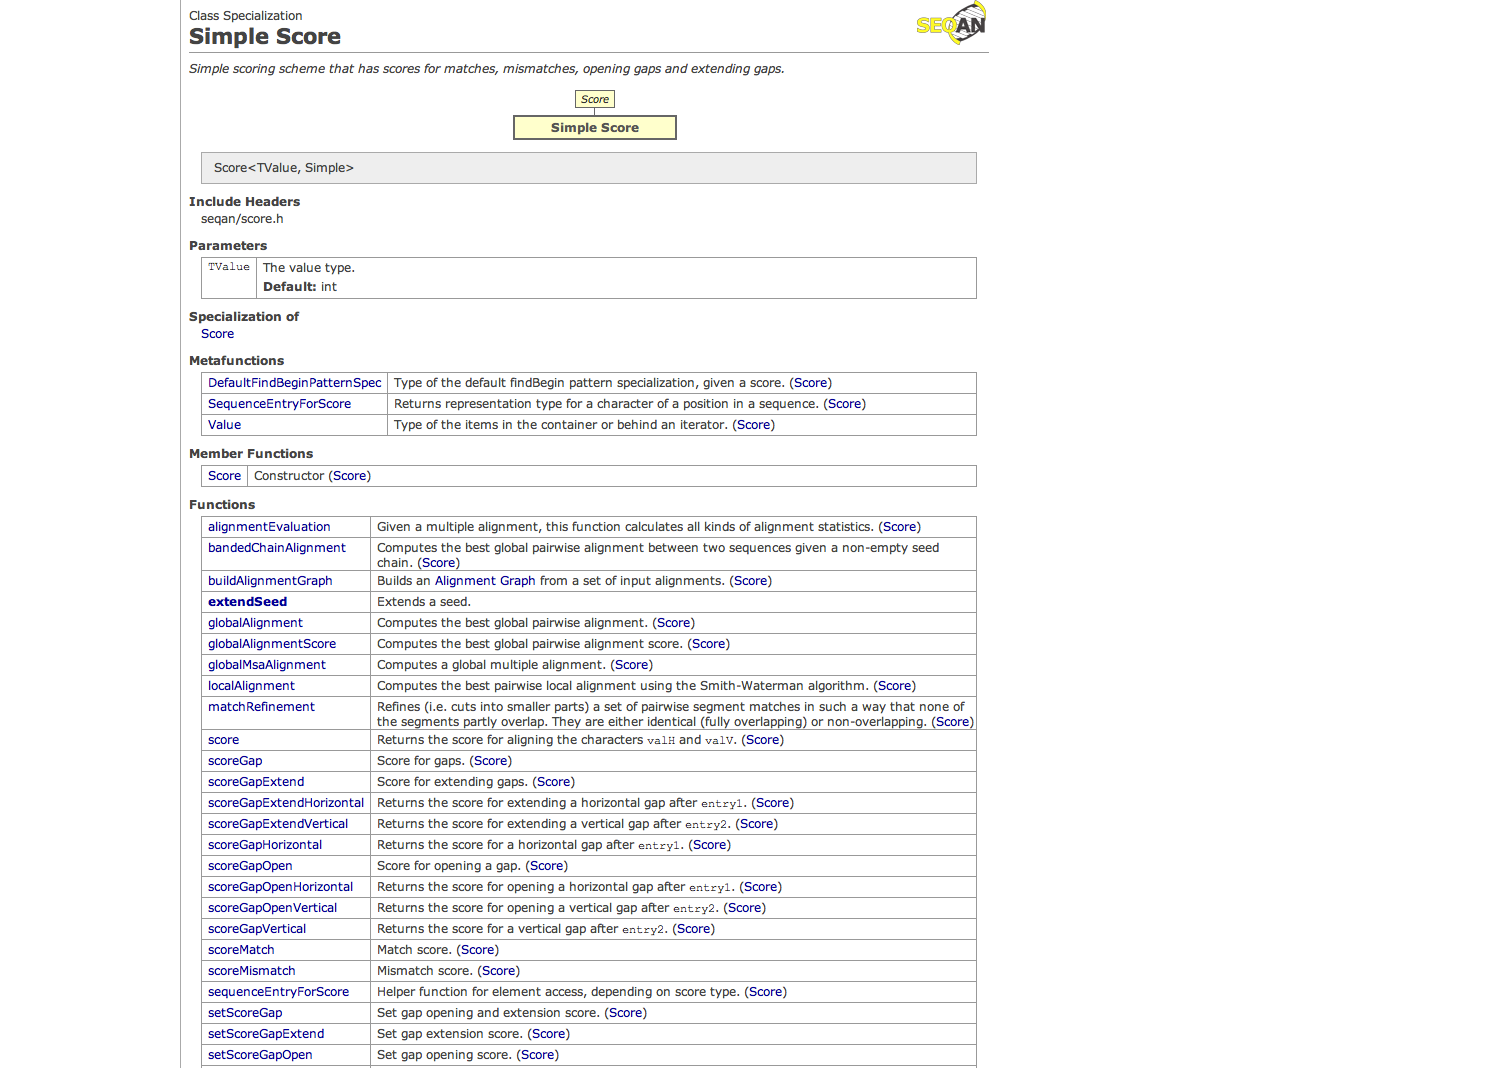 Class Specialization
SEQAN
Simple Score
Simple scoring scheme that has scores for matches, mismatches, opening gaps and extending gaps.
Score
Simple Score
Score<TValue, Simple>
Include Headers
seqan/score.h
Parameters
TValue The value type.
Default: int
Specialization of
Score
Metafunctions
DefaultFindBeginPatternSpec Type of the default findBegin pattern specialization, given a score. (Score)
SequenceEntryForScore Returns representation type for a character of a position in a sequence. (Score)
Value Type of the items in the container or behind an iterator. (Score)
Member Functions
Score Constructor (Score)
Functions
alignmentEvaluation Given a multiple alignment, this function calculates all kinds of alignment statistics. (Score)
bandedChainAlignment Computes the best global pairwise alignment between two sequences given a non-empty seed
chain. (Score)
buildAlignmentGraph Builds an Alignment Graph from a set of input alignments. (Score)
extendSeed Extends a seed.
globalAlignment Computes the best global pairwise alignment. (Score)
globalAlignmentScore Computes the best global pairwise alignment score. (Score)
globalMsaAlignment Computes a global multiple alignment. (Score)
localAlignment Computes the best pairwise local alignment using the Smith-Waterman algorithm. (Score)
matchRefinement Refines (i.e. cuts into smaller parts) a set of pairwise segment matches in such a way that none of
the segments partly overlap. They are either identical (fully overlapping) or non-overlapping. (Score)
score Returns the score for aligning the characters valH and valV. (Score)
scoreGap Score for gaps. (Score)
scoreGapExtend Score for extending gaps. (Score)
scoreGapExtendHorizontal Returns the score for extending a horizontal gap after entry1. (Score)
scoreGapExtendVertical Returns the score for extending a vertical gap after entry2. (Score)
scoreGapHorizontal Returns the score for a horizontal gap after entry1. (Score)
scoreGapOpen Score for opening a gap. (Score)
scoreGapOpenHorizontal Returns the score for opening a horizontal gap after entry1. (Score)
scoreGapOpenVertical Returns the score for opening a vertical gap after entry2. (Score)
scoreGapVertical Returns the score for a vertical gap after entry2. (Score)
scoreMatch Match score. (Score)
scoreMismatch Mismatch score. (Score)
sequenceEntryForScore Helper function for element access, depending on score type. (Score)
setScoreGap Set gap opening and extension score. (Score)
setScoreGapExtend Set gap extension score. (Score)
setScoreGapOpen Set gap opening score. (Score)